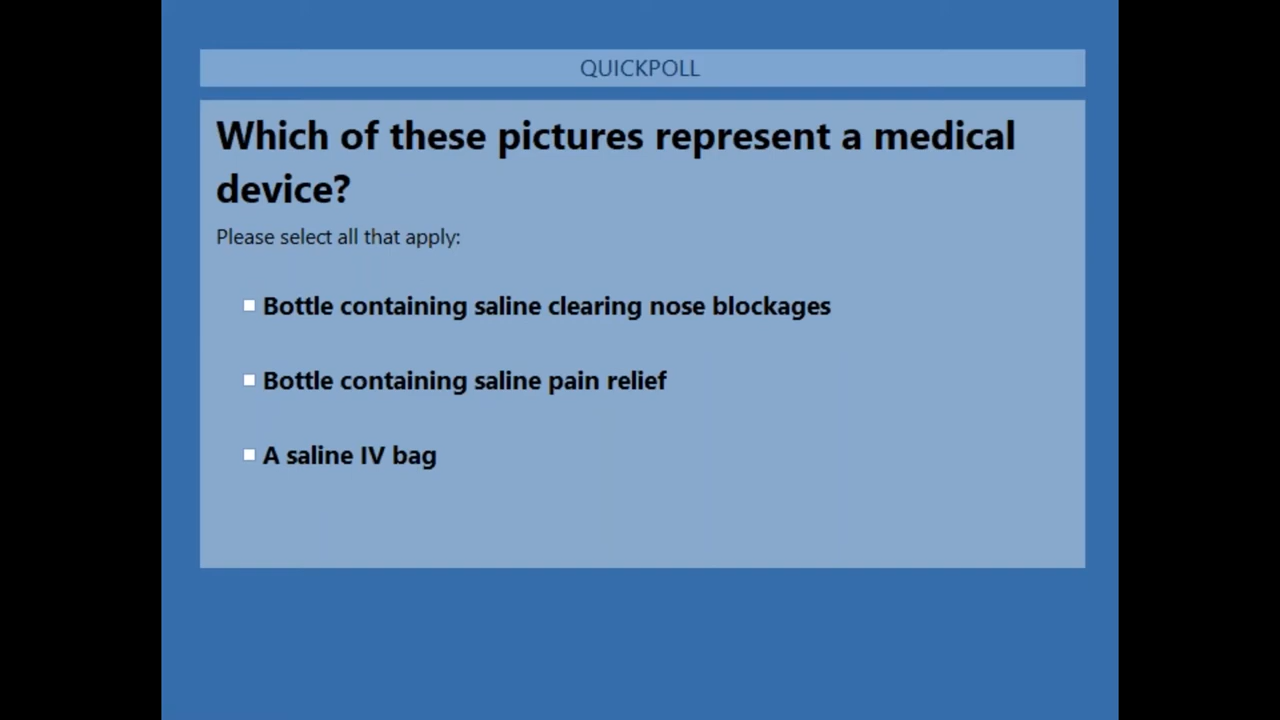 QUICKPOLL
Which of these pictures represent a medical
device?
Please select all that apply:
Bottle containing saline clearing nose blockages
Bottle containing saline pain relief
A saline IV bag